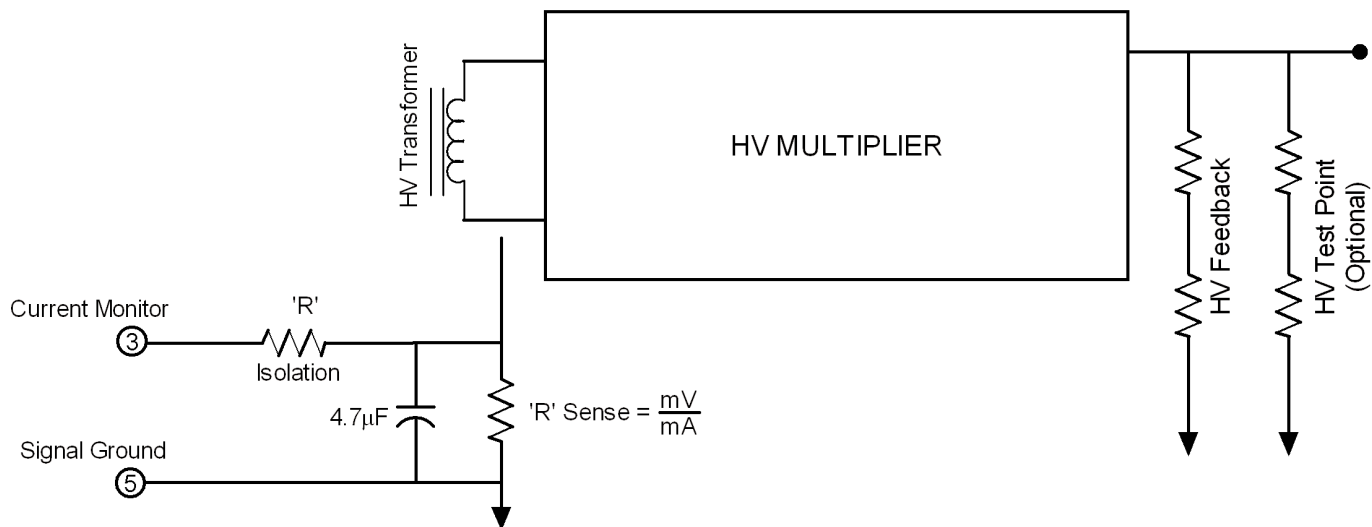 HV Transformer
HV MULTIPLIER
HV Feedback
HV Test Point
(Optional)
Current Monitor
3
'R'
Isolation
4.7μF
'R' Sense = mV
mA
Signal Ground
5